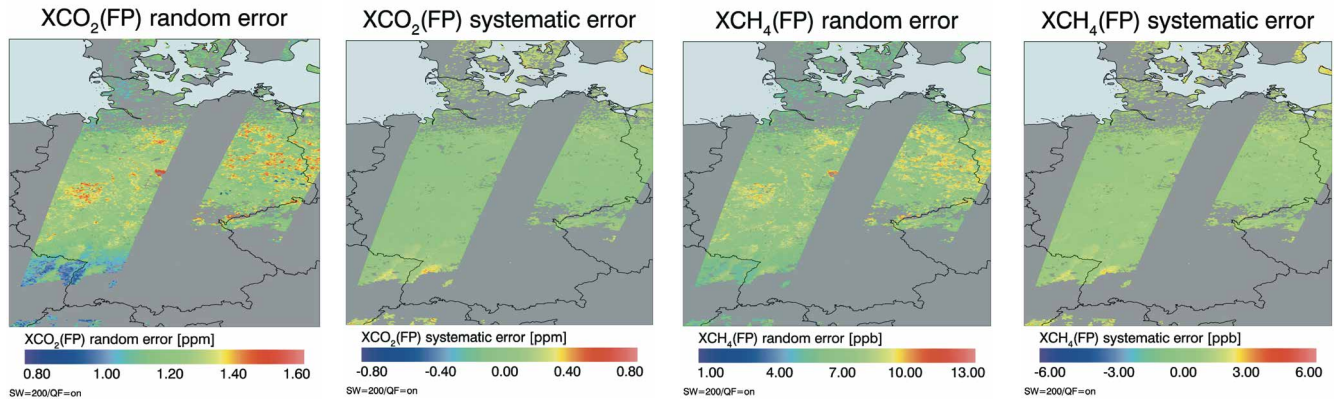 XCO₂(FP) random error
XCO₂(FP) random error [ppm]
0.80 1.00 1.20 1.40 1.60
SW=200/QF=on
XCO₂(FP) systematic error
XCO₂(FP) systematic error [ppm]
-0.80 -0.40 0.00 0.40 0.80
XCH₄(FP) random error
XCH₄(FP) random error [ppb]
1.00 4.00 7.00 10.00 13.00
SW=200/QF=on
XCH₄(FP) systematic error
XCH₄(FP) systematic error [ppb]
-6.00 -3.00 0.00 3.00 6.00
SW=200/QF=on